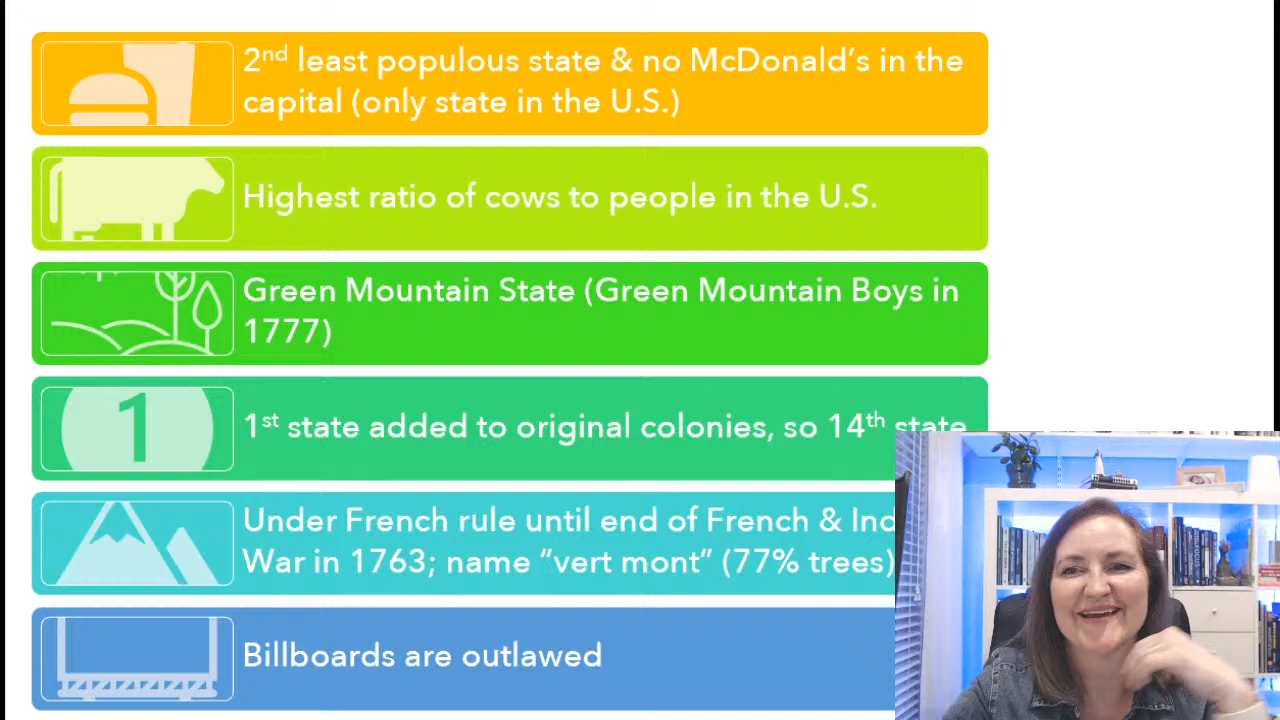 2nd least populous state & no McDonald's in the
capital (only state in the U.S.)
Highest ratio of cows to people in the U.S.
Green Mountain State (Green Mountain Boys in
1777)
1
1st state added to original colonies, so 14th state
Under French rule until end of French &
War in 1763; name “vert mont” (77% trees)
Billboards are outlawed